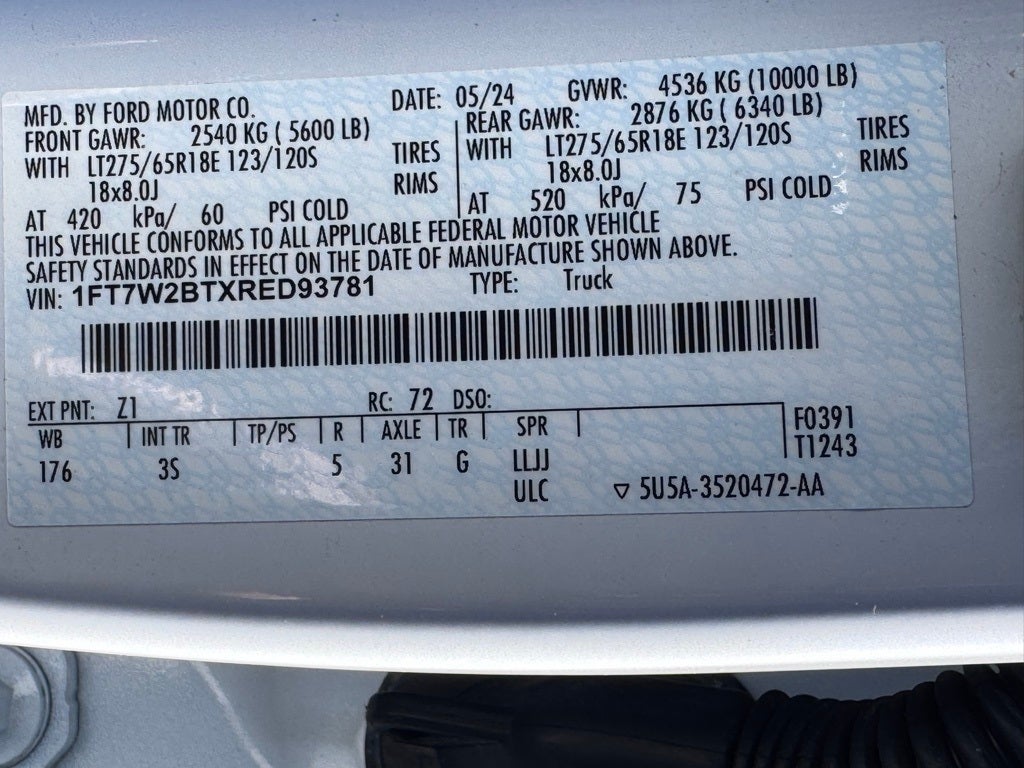 MFD. BY FORD MOTOR CO. DATE: 05/24 GVWR: 4536 KG (10000 LB)
FRONT GAWR: 2540 KG ( 5600 LB)
WITH LT275/65R18E 123/120S TIRES
18x8.0J RIMS
AT 420 kPa/ 60 PSI COLD
REAR GAWR: 2876 KG ( 6340 LB)
WITH LT275/65R18E 123/120S TIRES
18x8.0J RIMS
AT 520 kPa/ 75 PSI COLD
THIS VEHICLE CONFORMS TO ALL APPLICABLE FEDERAL MOTOR VEHICLE
SAFETY STANDARDS IN EFFECT ON THE DATE OF MANUFACTURE SHOWN ABOVE.
VIN: 1FT7W2BTXRED93781 TYPE: Truck
EXT PNT: Z1 RC: 72 DSO:
WB INT TR TP/PS R AXLE TR SPR F0391
T1243
176 3S 5 31 G LLJJ
ULC ▽ 5U5A-3520472-AA